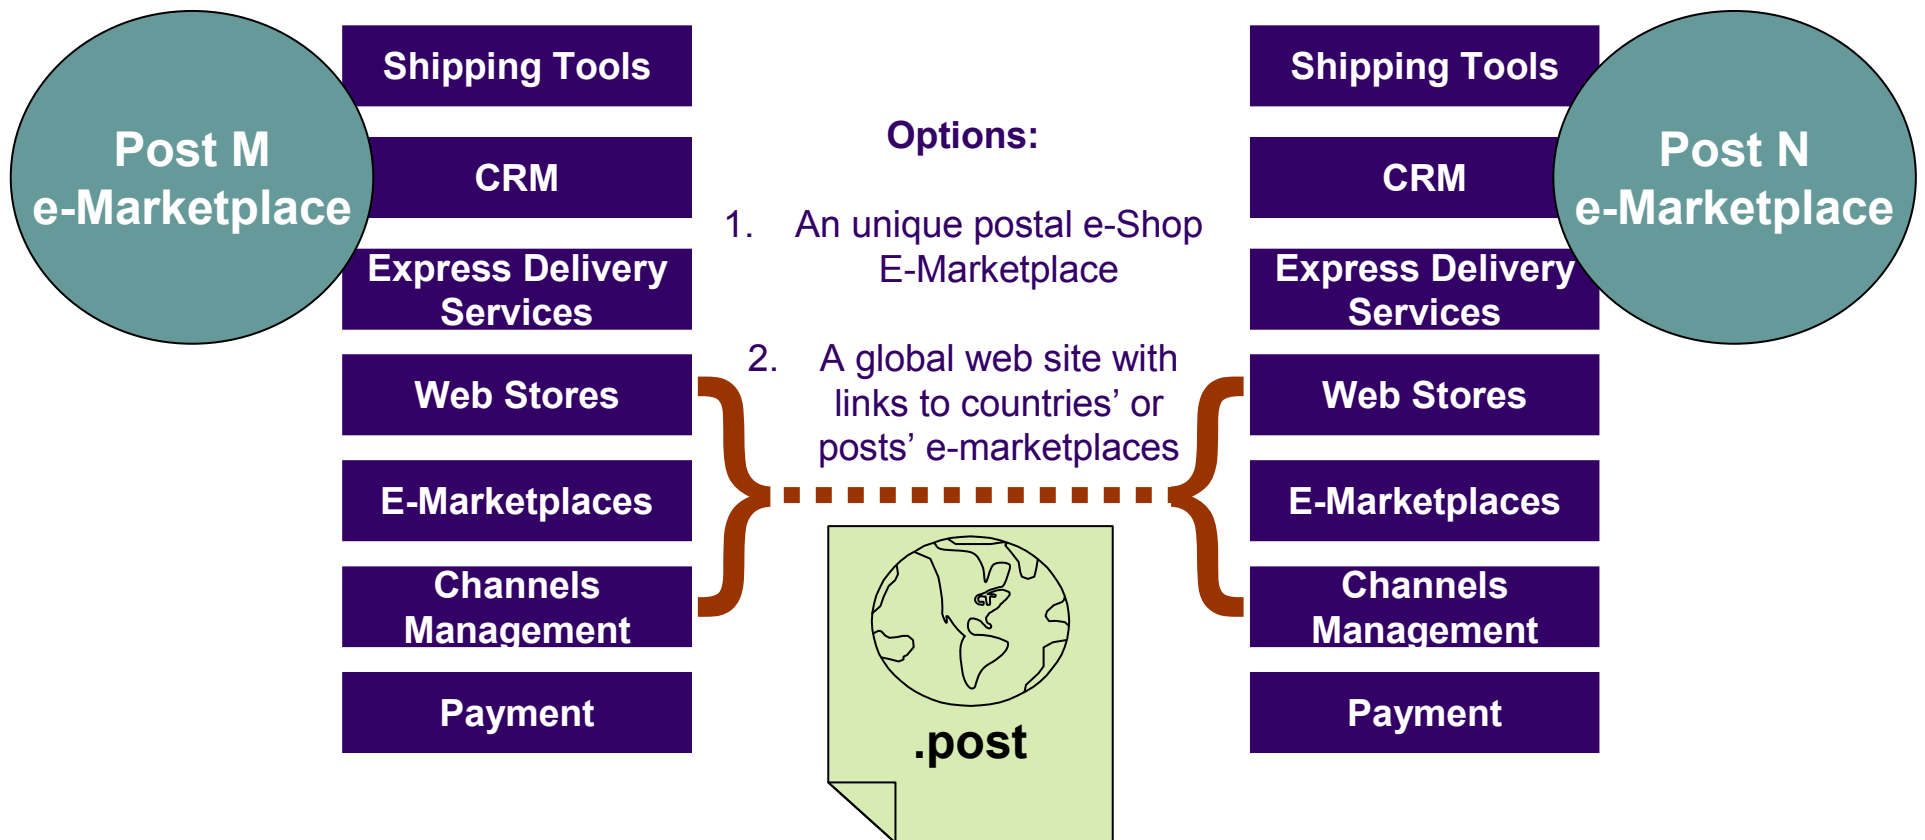 Post M
e-Marketplace
Shipping Tools
CRM
Express Delivery
Services
Web Stores
E-Marketplaces
Channels
Management
Payment
Options:
1. An unique postal e-Shop
E-Marketplace
2. A global web site with
links to countries’ or
posts’ e-marketplaces
.post
Shipping Tools
CRM
Express Delivery
Services
Web Stores
E-Marketplaces
Channels
Management
Payment
Post N
e-Marketplace